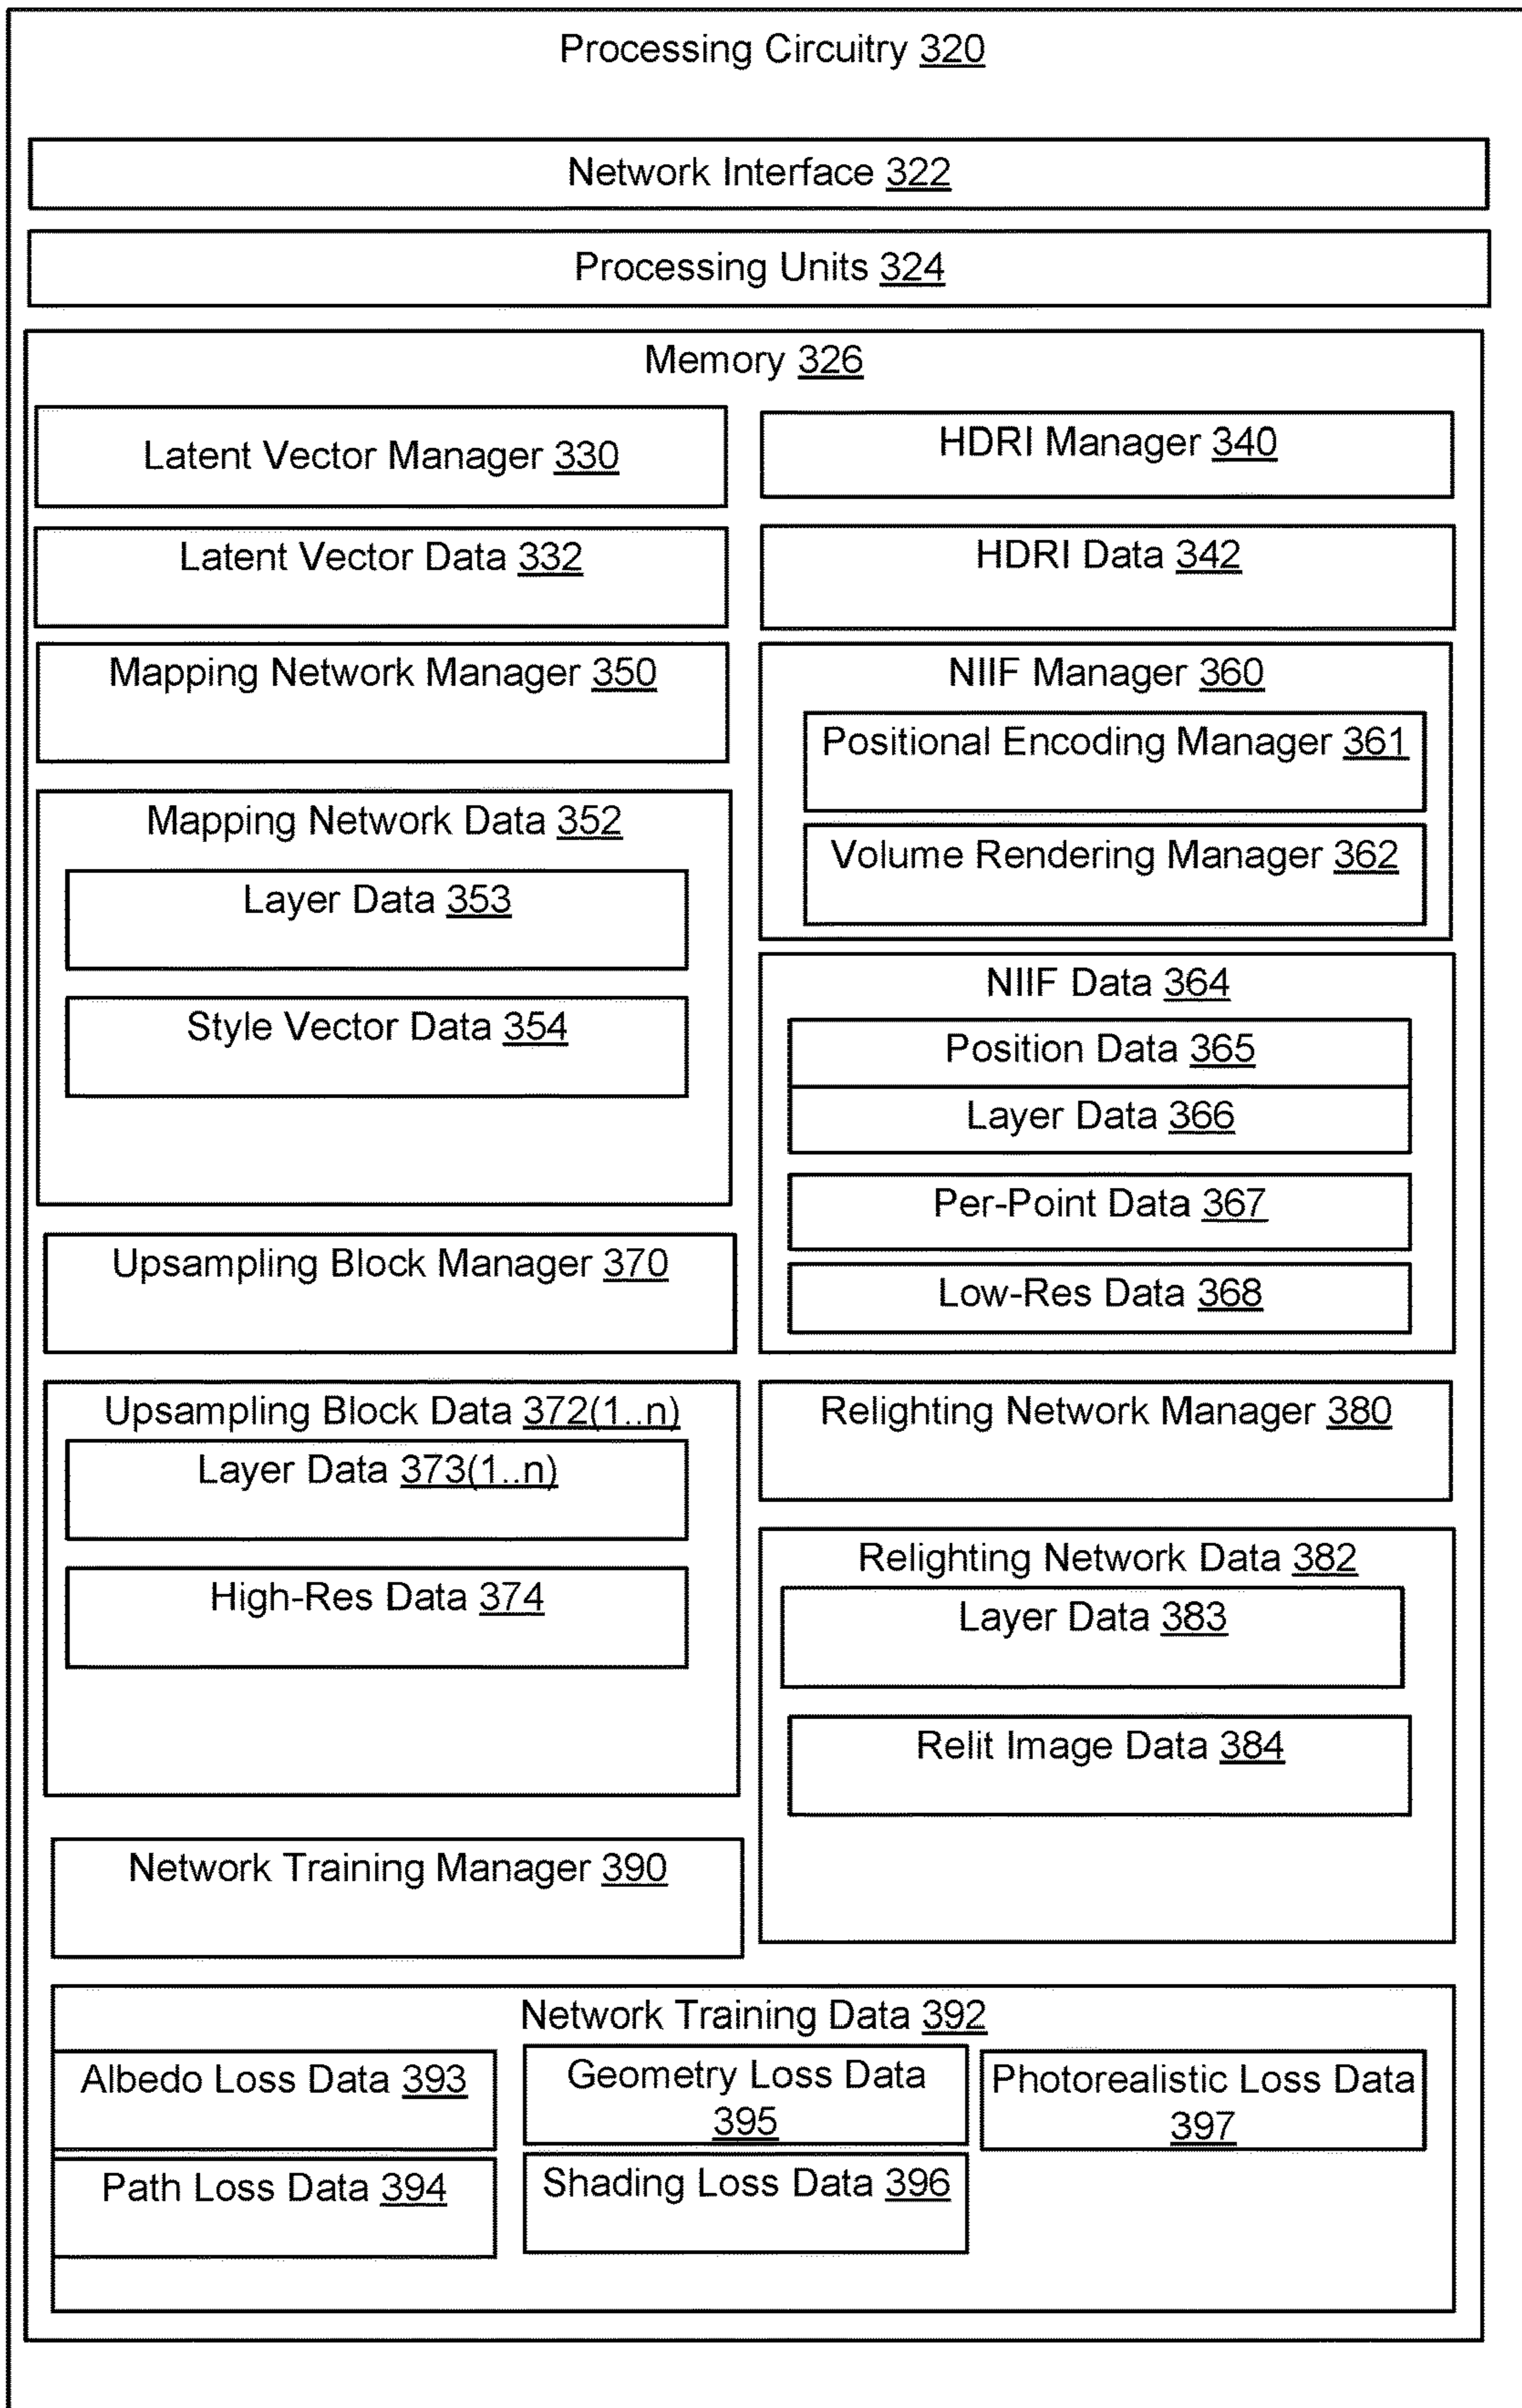 Processing Circuitry 320
Network Interface 322
Processing Units 324
Memory 326
Latent Vector Manager 330
Latent Vector Data 332
Mapping Network Manager 350
Mapping Network Data 352
Layer Data 353
Style Vector Data 354
Upsampling Block Manager 370
Upsampling Block Data 372(1..n)
Layer Data 373(1..n)
High-Res Data 374
Network Training Manager 390
HDRI Manager 340
HDRI Data 342
NIIF Manager 360
Positional Encoding Manager 361
Volume Rendering Manager 362
NIIF Data 364
Position Data 365
Layer Data 366
Per-Point Data 367
Low-Res Data 368
Relighting Network Manager 380
Relighting Network Data 382
Layer Data 383
Relit Image Data 384
Network Training Data 392
Albedo Loss Data 393
Path Loss Data 394
Geometry Loss Data
395
Shading Loss Data 396
Photorealistic Loss Data
397